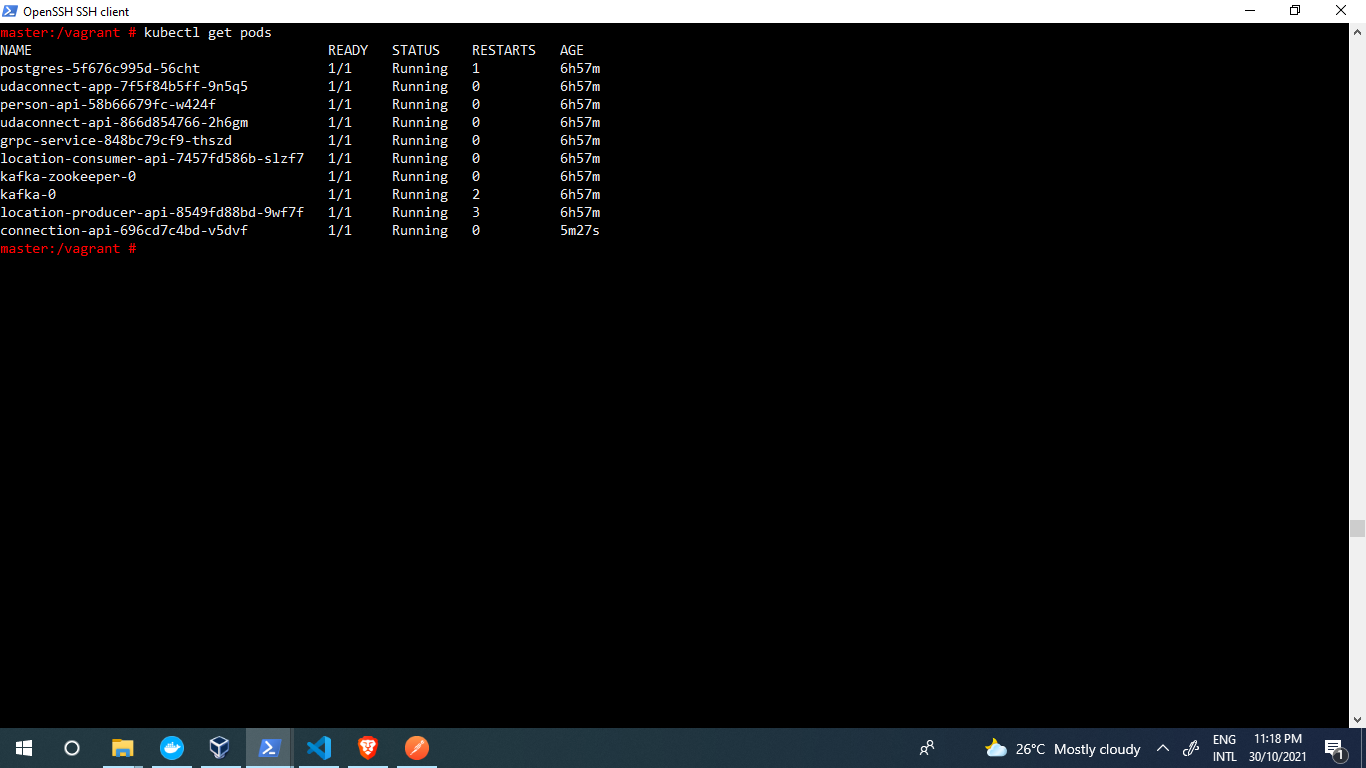 OpenSSH SSH client
master:/vagrant # kubectl get pods
NAME READY STATUS RESTARTS AGE
postgres-5f676c995d-56cht 1/1 Running 1 6h57m
udaconnect-app-7f5f84b5ff-9n5q5 1/1 Running 0 6h57m
person-api-58b66679fc-w424f 1/1 Running 0 6h57m
udaconnect-api-866d854766-2h6gm 1/1 Running 0 6h57m
grpc-service-848bc79cf9-thszd 1/1 Running 0 6h57m
location-consumer-api-7457fd586b-slzf7 1/1 Running 0 6h57m
kafka-zookeeper-0 1/1 Running 0 6h57m
kafka-0 1/1 Running 2 6h57m
location-producer-api-8549fd88bd-9wf7f 1/1 Running 3 6h57m
connection-api-696cd7c4bd-v5dvf 1/1 Running 0 5m27s
master:/vagrant #
26°C Mostly cloudy
ENG
INTL
11:18 PM
30/10/2021
1